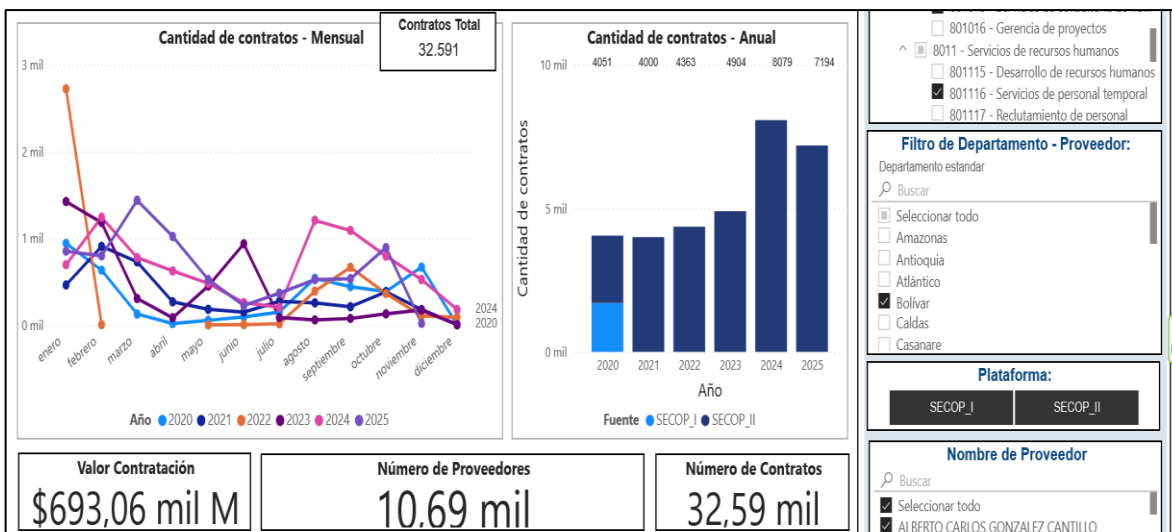 Cantidad de contratos - Mensual
Contratos Total
32.591
3 mil
2 mil
1 mil
0 mil
2024
2020
enero
febrero
marzo
abril
mayo
junio
julio
agosto
septiembre
octubre
noviembre
diciembre
Año 2020 2021 2022 2023 2024 2025
Cantidad de contratos - Anual
10 mil
4051 4000 4363 4904 8079 7194
Cantidad de contratos
5 mil
0 mil
2020 2021 2022 2023 2024 2025
Año
Fuente SECOP_I SECOP_II
Valor Contratación
$693,06 mil M
Número de Proveedores
10,69 mil
Número de Contratos
32,59 mil
801016 - Gerencia de proyectos
8011 - Servicios de recursos humanos
801115 - Desarrollo de recursos humanos
801116 - Servicios de personal temporal
801117 - Reclutamiento de personal
Filtro de Departamento - Proveedor:
Departamento estandar
Buscar
Seleccionar todo
Amazonas
Antioquia
Atlántico
Bolívar
Caldas
Casanare
Plataforma:
SECOP_I SECOP_II
Nombre de Proveedor
Buscar
Seleccionar todo
ALBERTO CARLOS GONZALEZ CANTILLO